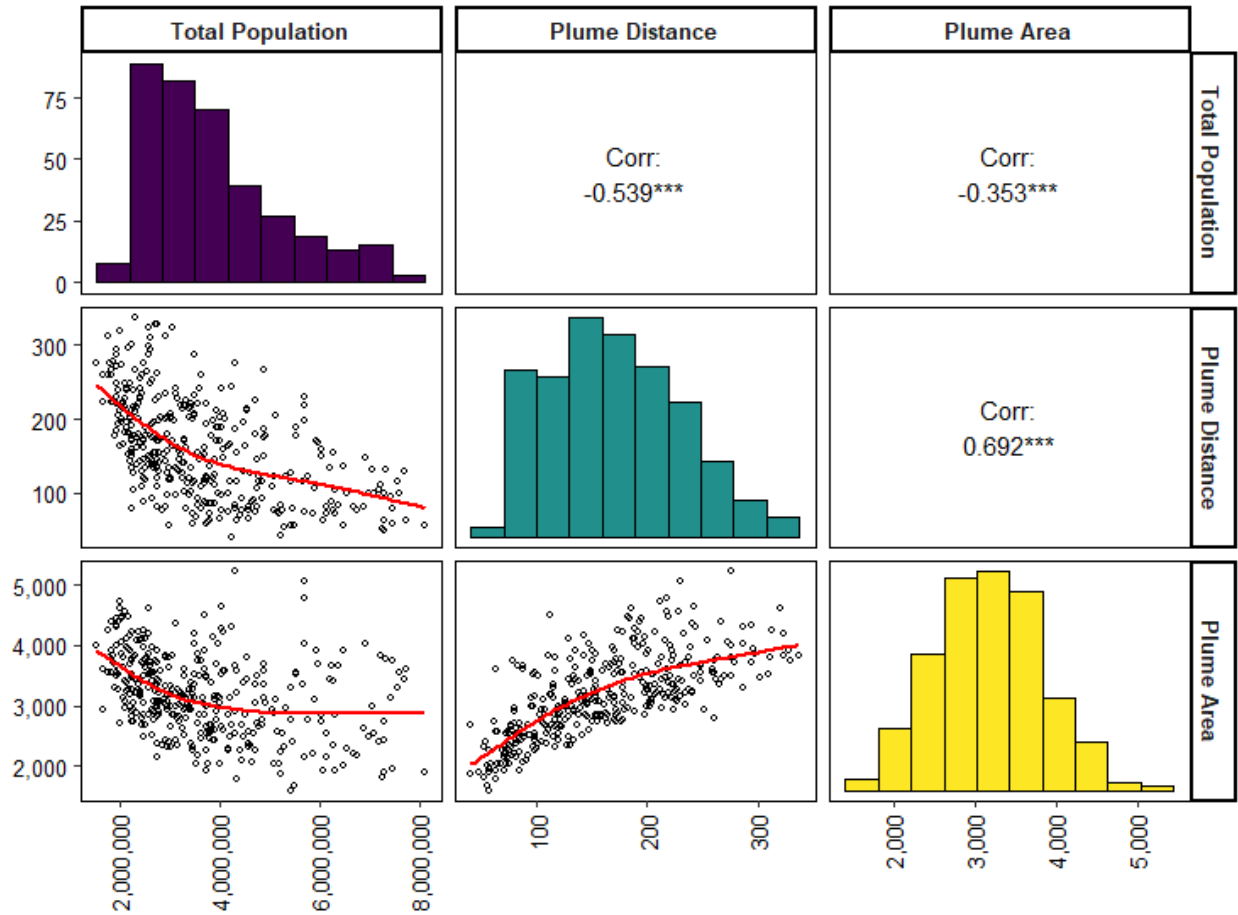 Total Population
Plume Distance
Plume Area
75
50
25
0
Corr:
-0.539***
Corr:
-0.353***
Total Population
300
200
100
Corr:
0.692***
Plume Distance
5,000
4,000
3,000
2,000
Plume Area
2,000,000
4,000,000
6,000,000
8,000,000
100
200
300
2,000
3,000
4,000
5,000